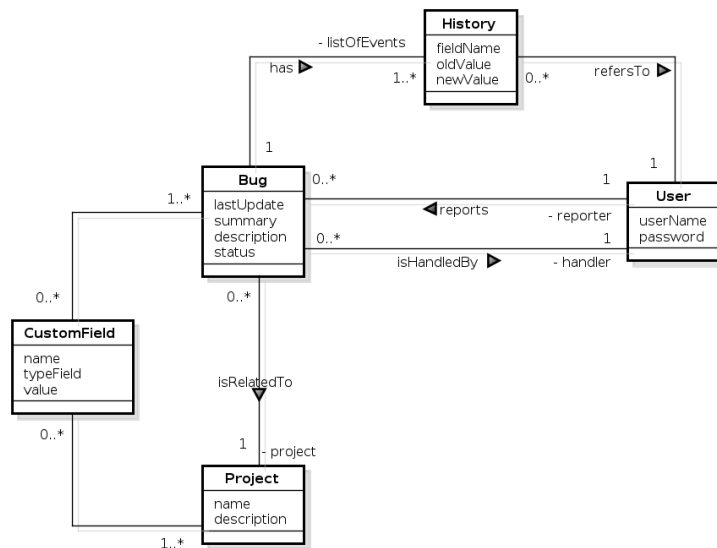 History
fieldName
oldValue
newValue
- listOfEvents
has
1..*
0..*
refersTo
1
1
Bug
lastUpdate
summary
description
status
0..*
1
reports
- reporter
0..*
1
isHandledBy
- handler
User
userName
password
1..*
0..*
0..*
CustomField
name
typeField
value
isRelatedTo
0..*
1
- project
Project
name
description
1..*